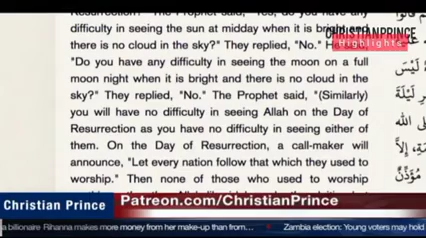 Resurrection? The Prophet said, "Yes, do you have any
difficulty in seeing the sun at midday when it is bright and
there is no cloud in the sky?" They replied, "No." H
"Do you have any difficulty in seeing the moon on a full
moon night when it is bright and there is no cloud in the
sky?" They replied, "No." The Prophet said, "(Similarly)
you will have no difficulty in seeing Allah on the Day of
Resurrection as you have no difficulty in seeing either of
them. On the Day of Resurrection, a call-maker will
announce, "Let every nation follow that which they used to
worship." Then none of those who used to worship
CHRISTIAN PRINCE
Highlights
Christian Prince
Patreon.com/ChristianPrince
a billionaire Rihanna makes more money from her make-up than from...
Zambia election: Young voters may hold